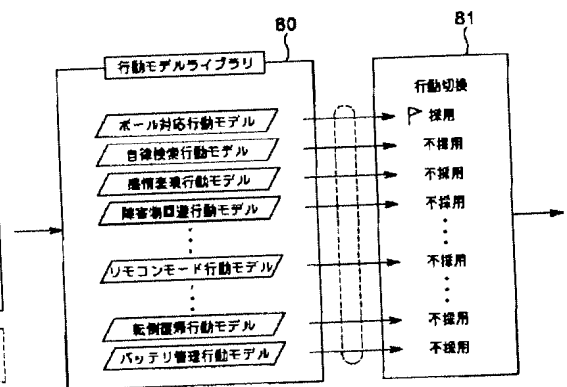 80
81
行動モデルライブラリ
行動切換
ボール対応行動モデル
採用
自律検索行動モデル
不採用
感情表現行動モデル
不採用
障害物回避行動モデル
不採用
リモコンモード行動モデル
不採用
転倒復帰行動モデル
不採用
バッテリ管理行動モデル
不採用